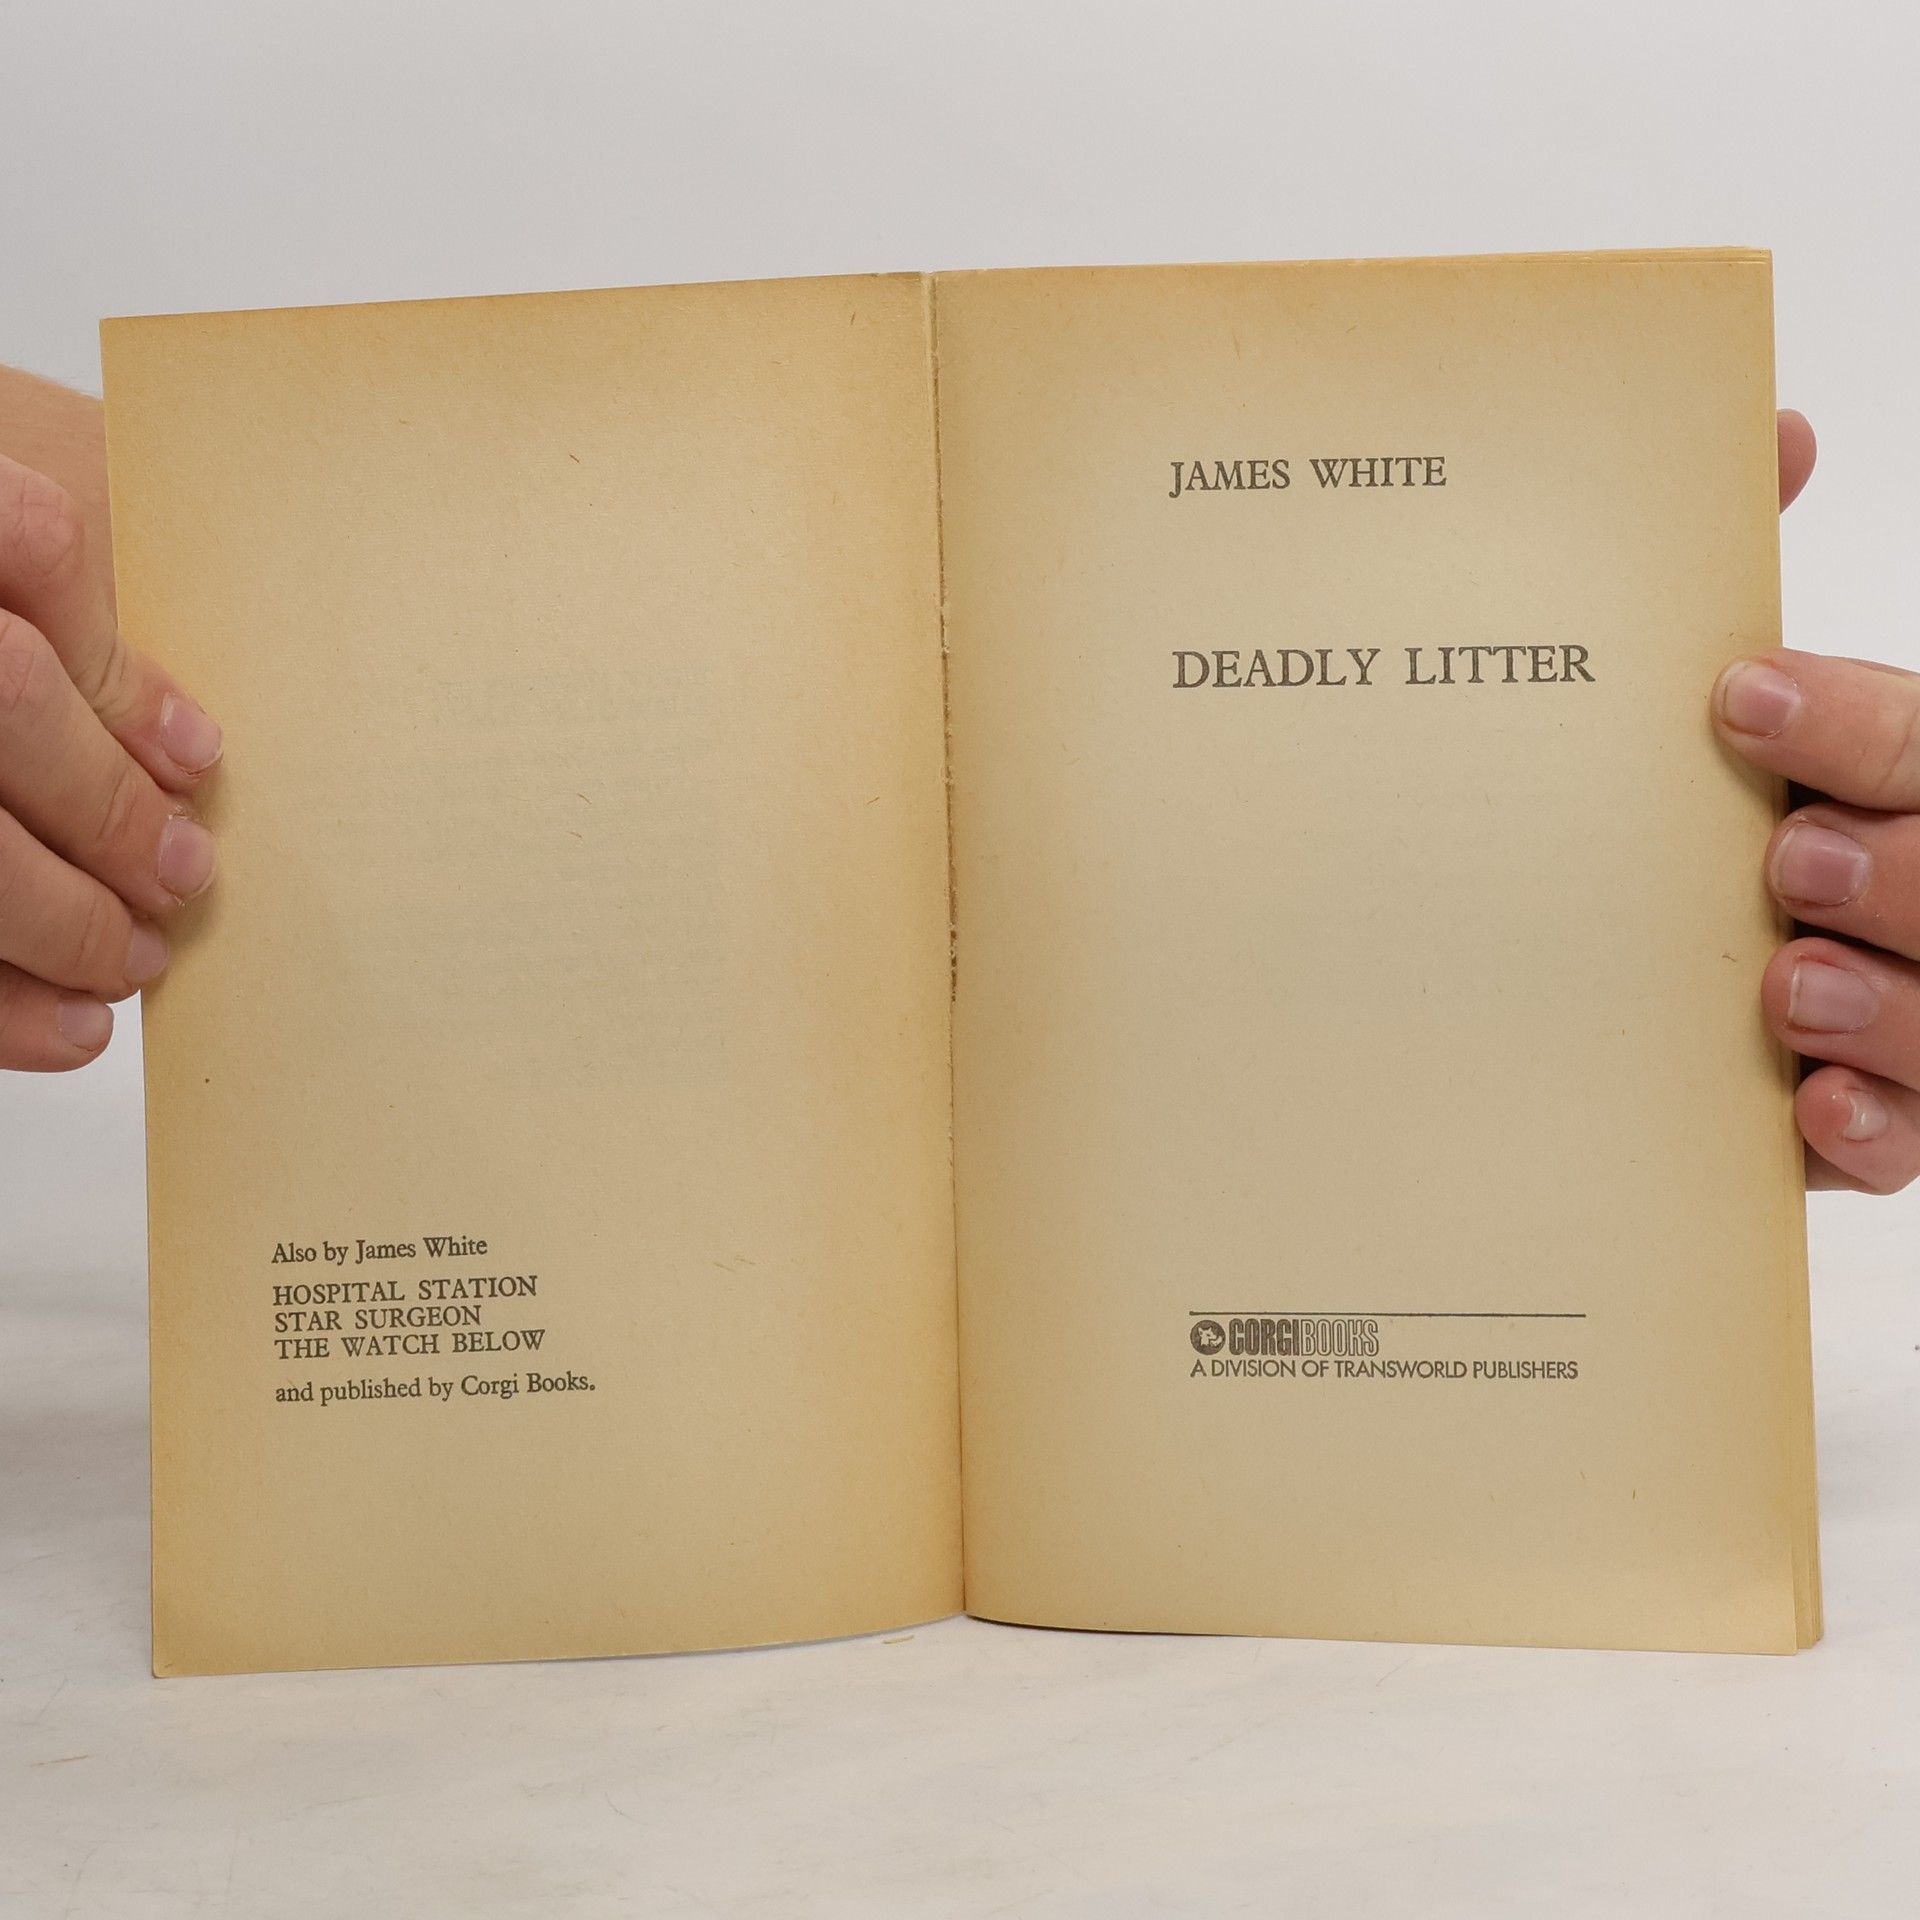 Also by James White
HOSPITAL STATION
STAR SURGEON
THE WATCH BELOW
and published by Corgi Books.
JAMES WHITE
DEADLY LITTER
CORGIBOOKS
A DIVISION OF TRANSWORLD PUBLISHERS